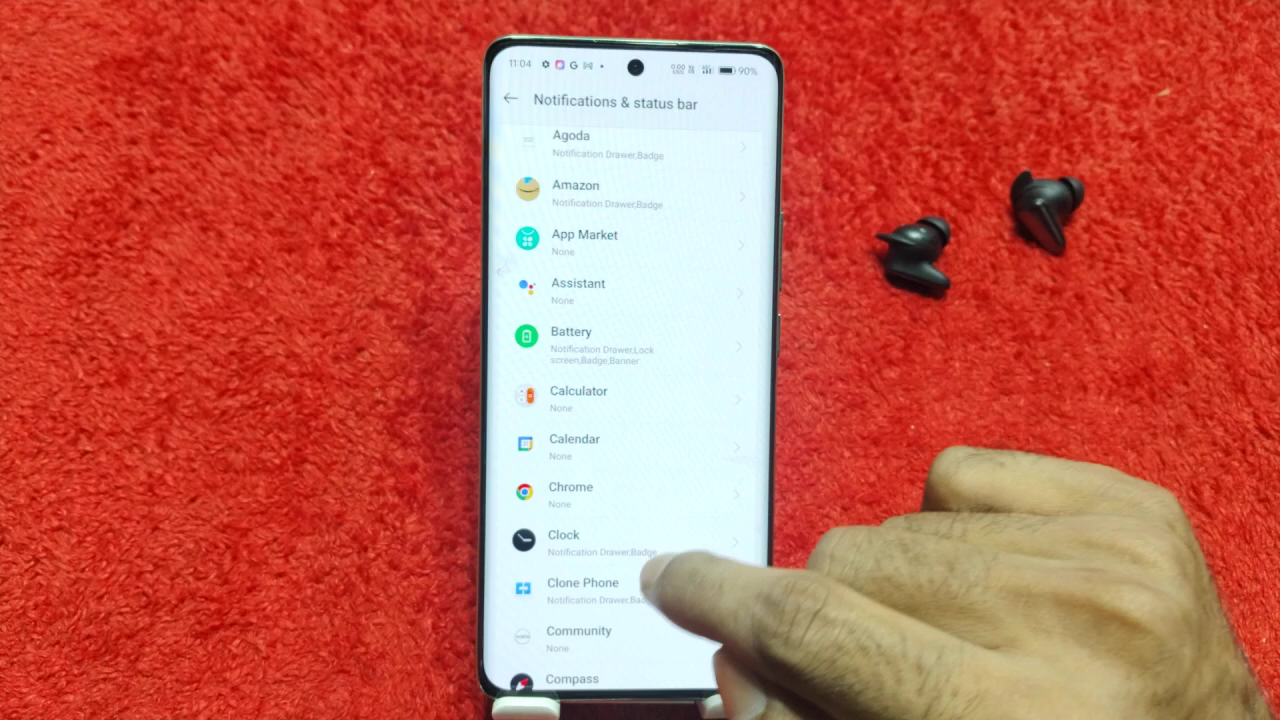 11:04
90%
Notifications & status bar
Agoda
Notification Drawer,Badge
Amazon
Notification Drawer,Badge
App Market
None
Assistant
None
Battery
Notification Drawer,Lock
screen,Badge,Banner
Calculator
None
Calendar
None
Chrome
None
Clock
Notification Drawer,Badge
Clone Phone
Notification Drawer,
Community
None
Compass